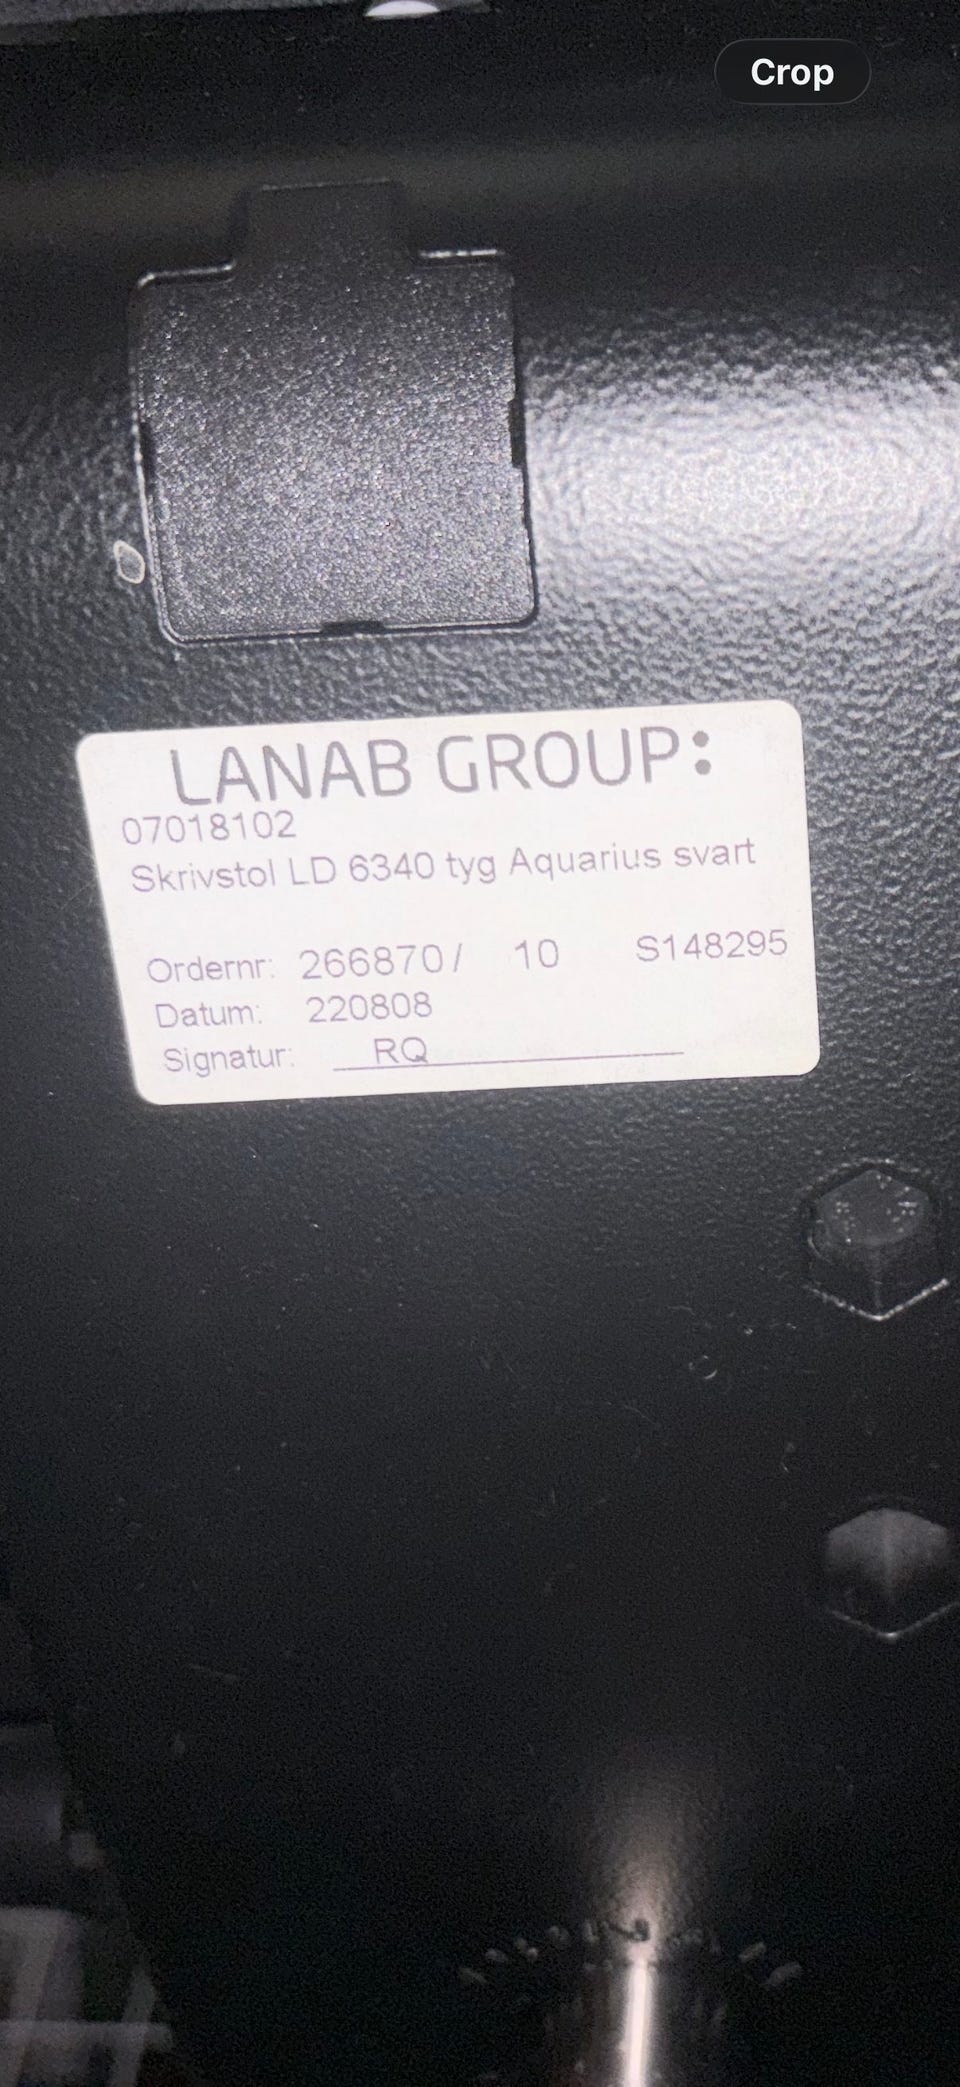 Crop
LANAB GROUP:
07018102
Skrivstol LD 6340 tyg Aquarius svart
Ordernr: 266870/ 10 S148295
Datum: 220808
Signatur: RQ